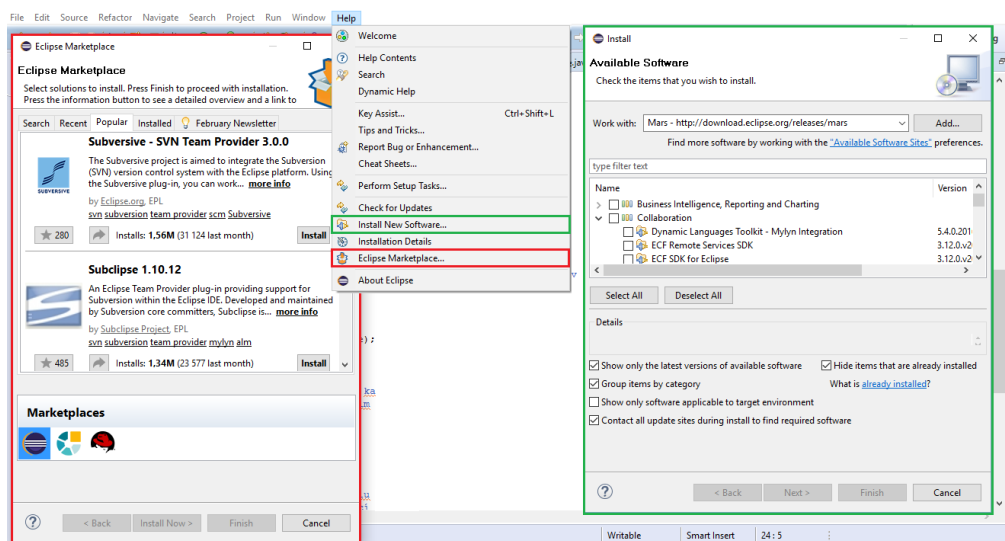 File Edit Source Refactor Navigate Search Project Run Window Help
Eclipse Marketplace
Eclipse Marketplace
Select solutions to install. Press Finish to proceed with installation.
Press the information button to see a detailed overview and a link to
Search Recent Popular Installed February Newsletter
Subversive - SVN Team Provider 3.0.0
The Subversive project is aimed to integrate the Subversion
(SVN) version control system with the Eclipse platform. Using
the Subversive plug-in, you can work... more info
SUBVERSIVE
by Eclipse.org, EPL
svn subversion team provider scm Subversive
280 Installs: 1,56M (31 124 last month) Install
Subclipse 1.10.12
An Eclipse Team Provider plug-in providing support for
Subversion within the Eclipse IDE. Developed and maintained
by Subversion core committers, Subclipse is... more info
by Subclipse Project, EPL
svn subversion team provider mylyn alm
485 Installs: 1,34M (23 577 last month) Install
Marketplaces
< Back Install Now > Finish Cancel
Welcome
Help Contents
Search
Dynamic Help
Key Assist... Ctrl+Shift+L
Tips and Tricks...
Report Bug or Enhancement...
Cheat Sheets...
Perform Setup Tasks...
Check for Updates
Install New Software...
Installation Details
Eclipse Marketplace...
About Eclipse
);
ka
Install
Available Software
Check the items that you wish to install.
Work with: Mars - http://download.eclipse.org/releases/mars Add...
Find more software by working with the "Available Software Sites" preferences.
type filter text
Name Version
Business Intelligence, Reporting and Charting
Collaboration
Dynamic Languages Toolkit - Mylyn Integration 5.4.0.201
ECF Remote Services SDK 3.12.0.v2
ECF SDK for Eclipse 3.12.0.v2
Select All Deselect All
Details
Show only the latest versions of available software Hide items that are already installed
Group items by category What is already installed?
Show only software applicable to target environment
Contact all update sites during install to find required software
< Back Next > Finish Cancel
Writable Smart Insert 24 : 5